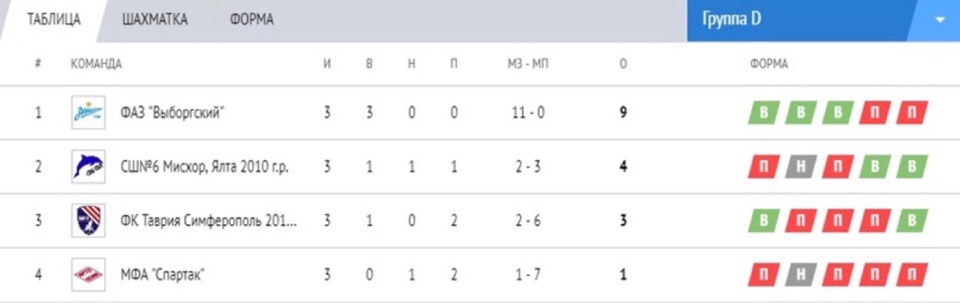 ТАБЛИЦА ШАХМАТКА ФОРМА Группа D
# КОМАНДА И В Н П МЗ - МП О ФОРМА
1 ФАЗ "Выборгский" 3 3 0 0 11 - 0 9 В В В П П
2 СШ№6 Мисхор, Ялта 2010 г.р. 3 1 1 1 2 - 3 4 П Н П В В
3 ФК Таврия Симферополь 201... 3 1 0 2 2 - 6 3 В П П П В
4 МФА "Спартак" 3 0 1 2 1 - 7 1 П Н П П П